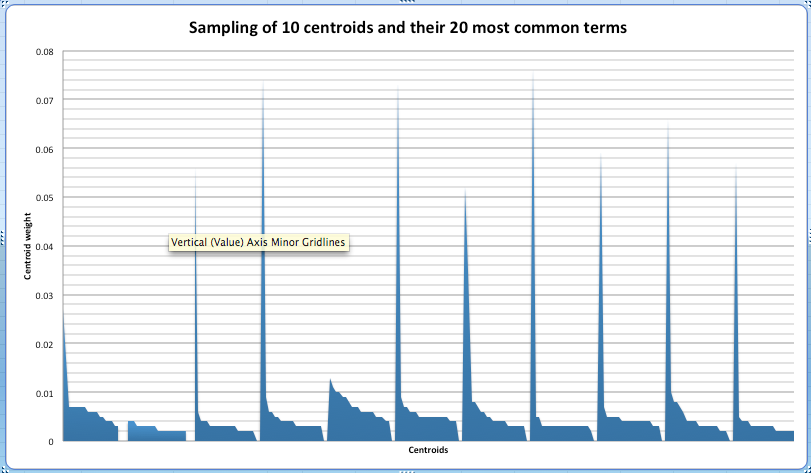 Sampling of 10 centroids and their 20 most common terms
0.08
0.07
0.06
0.05
0.04
0.03
0.02
0.01
0
Centroid weight
Vertical (Value) Axis Minor Gridlines
Centroids